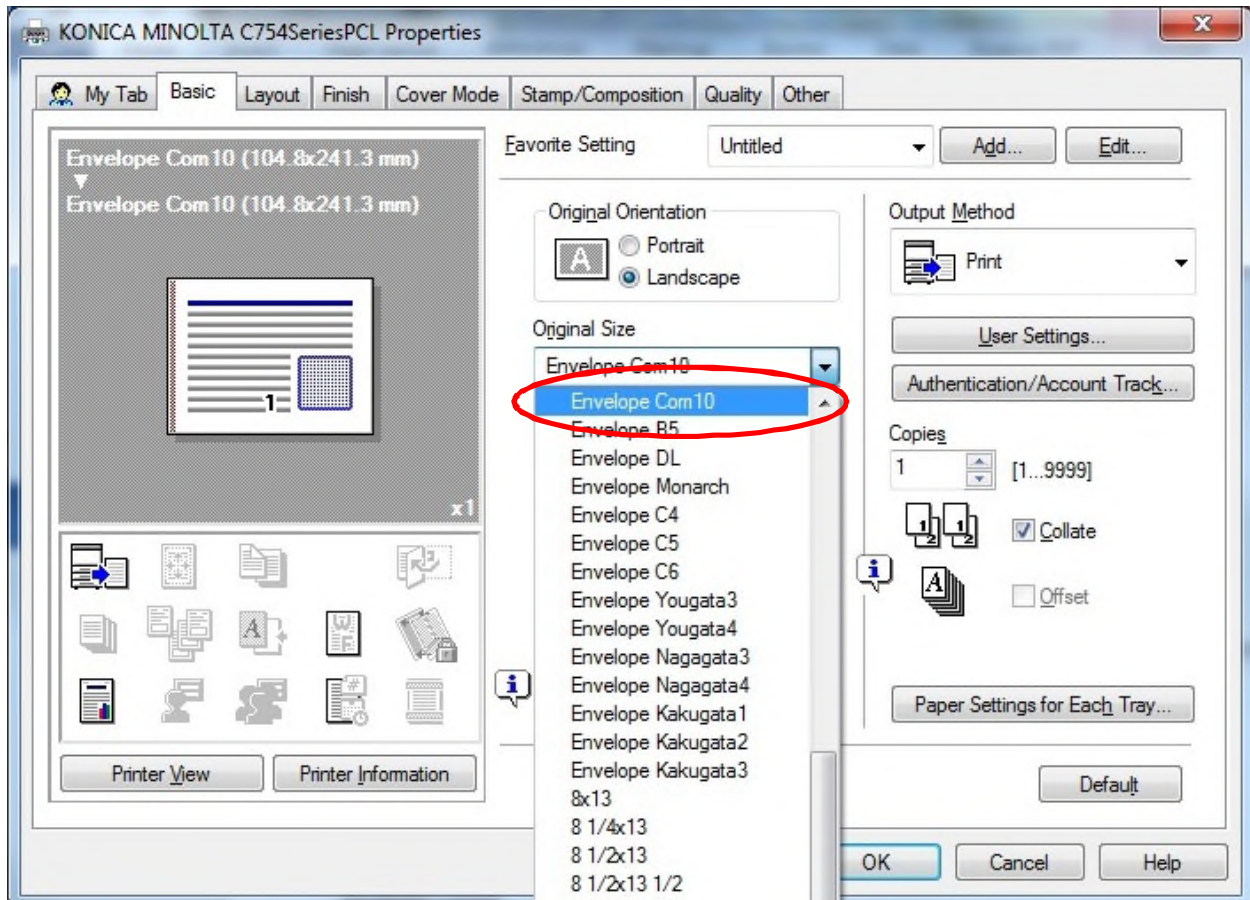 KONICA MINOLTA C754SeriesPCL Properties
My Tab Basic Layout Finish Cover Mode Stamp/Composition Quality Other
Envelope Com10 (104.8x241.3 mm)
Envelope Com10 (104.8x241.3 mm)
1
x1
Printer View Printer Information
Favorite Setting Untitled Add... Edit...
Original Orientation
A
Portrait
Landscape
Original Size
Envelope Com10
Envelope Com10
Envelope B5
Envelope DL
Envelope Monarch
Envelope C4
Envelope C5
Envelope C6
Envelope Yougata3
Envelope Yougata4
Envelope Nagagata3
Envelope Nagagata4
Envelope Kakugata1
Envelope Kakugata2
Envelope Kakugata3
8x13
8 1/4x13
8 1/2x13
8 1/2x13 1/2
Output Method
Print
User Settings...
Authentication/Account Track...
Copies
1 [1...9999]
Collate
Offset
Paper Settings for Each Tray...
Default
OK Cancel Help